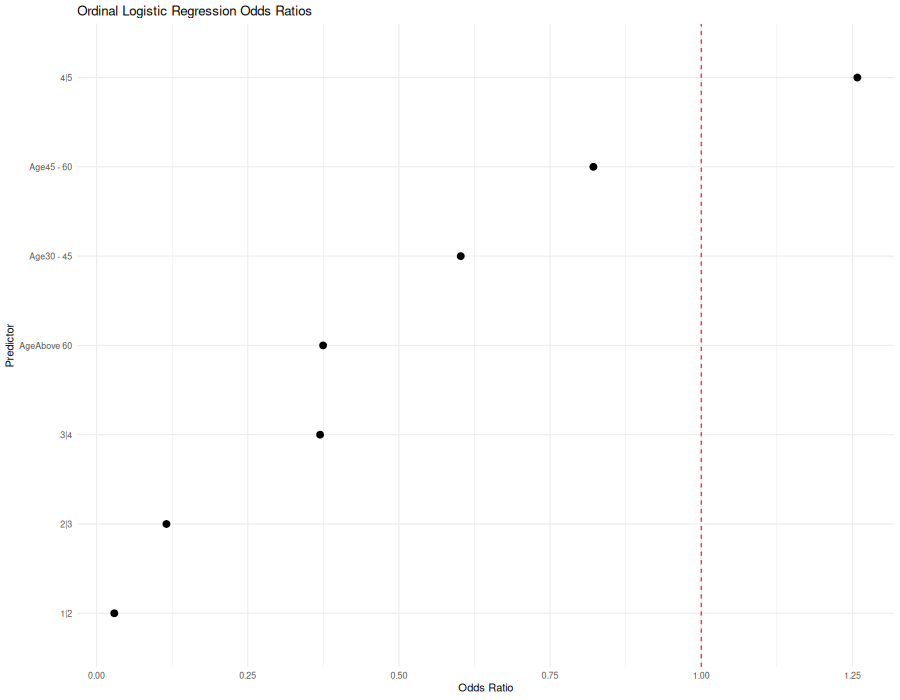 Ordinal Logistic Regression Odds Ratios
Predictor
4|5
Age45 - 60
Age30 - 45
AgeAbove 60
3|4
2|3
1|2
0.00 0.25 0.50 0.75 1.00 1.25
Odds Ratio